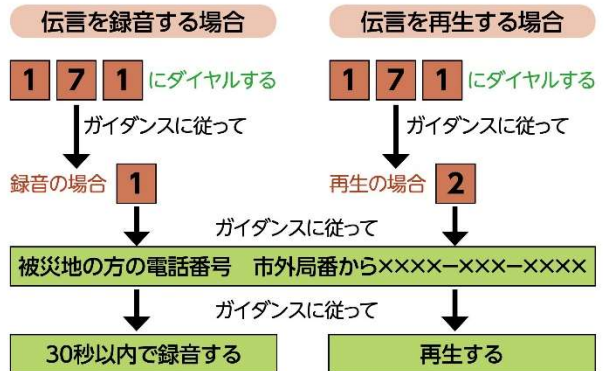 伝言を録音する場合
171にダイヤルする
ガイダンスに従って
録音の場合 1
伝言を再生する場合
171にダイヤルする
ガイダンスに従って
再生の場合 2
ガイダンスに従って
被災地の方の電話番号 市外局番から××××−×××−××××
ガイダンスに従って
30秒以内で録音する
再生する